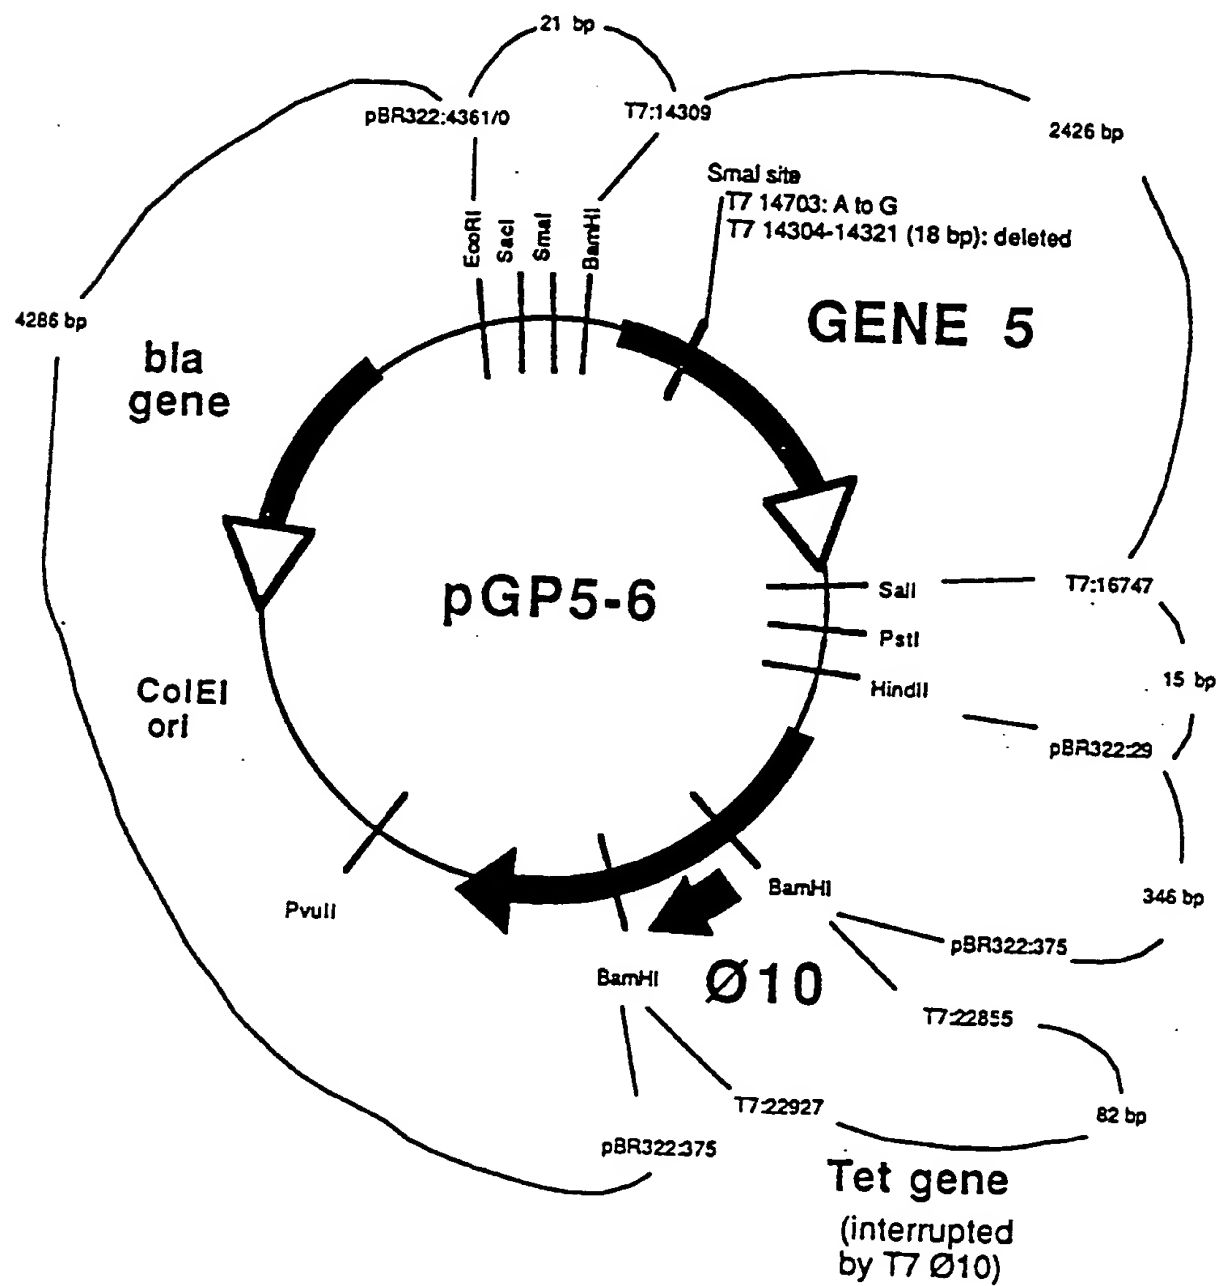 21 bp
pBR322:4361/0
T7:14309
2426 bp
SmaI site
T7 14703: A to G
T7 14304-14321 (18 bp): deleted
EcoRI
SacI
SmaI
BamHI
4286 bp
GENE 5
bla
gene
pGP5-6
SalI
T7:16747
PstI
HindII
15 bp
ColEI
ori
pBR322:29
PvuII
BamHI
346 bp
pBR322:375
BamHI
Ø10
T7:22855
T7:22927
82 bp
pBR322:375
Tet gene
(interrupted
by T7 Ø10)